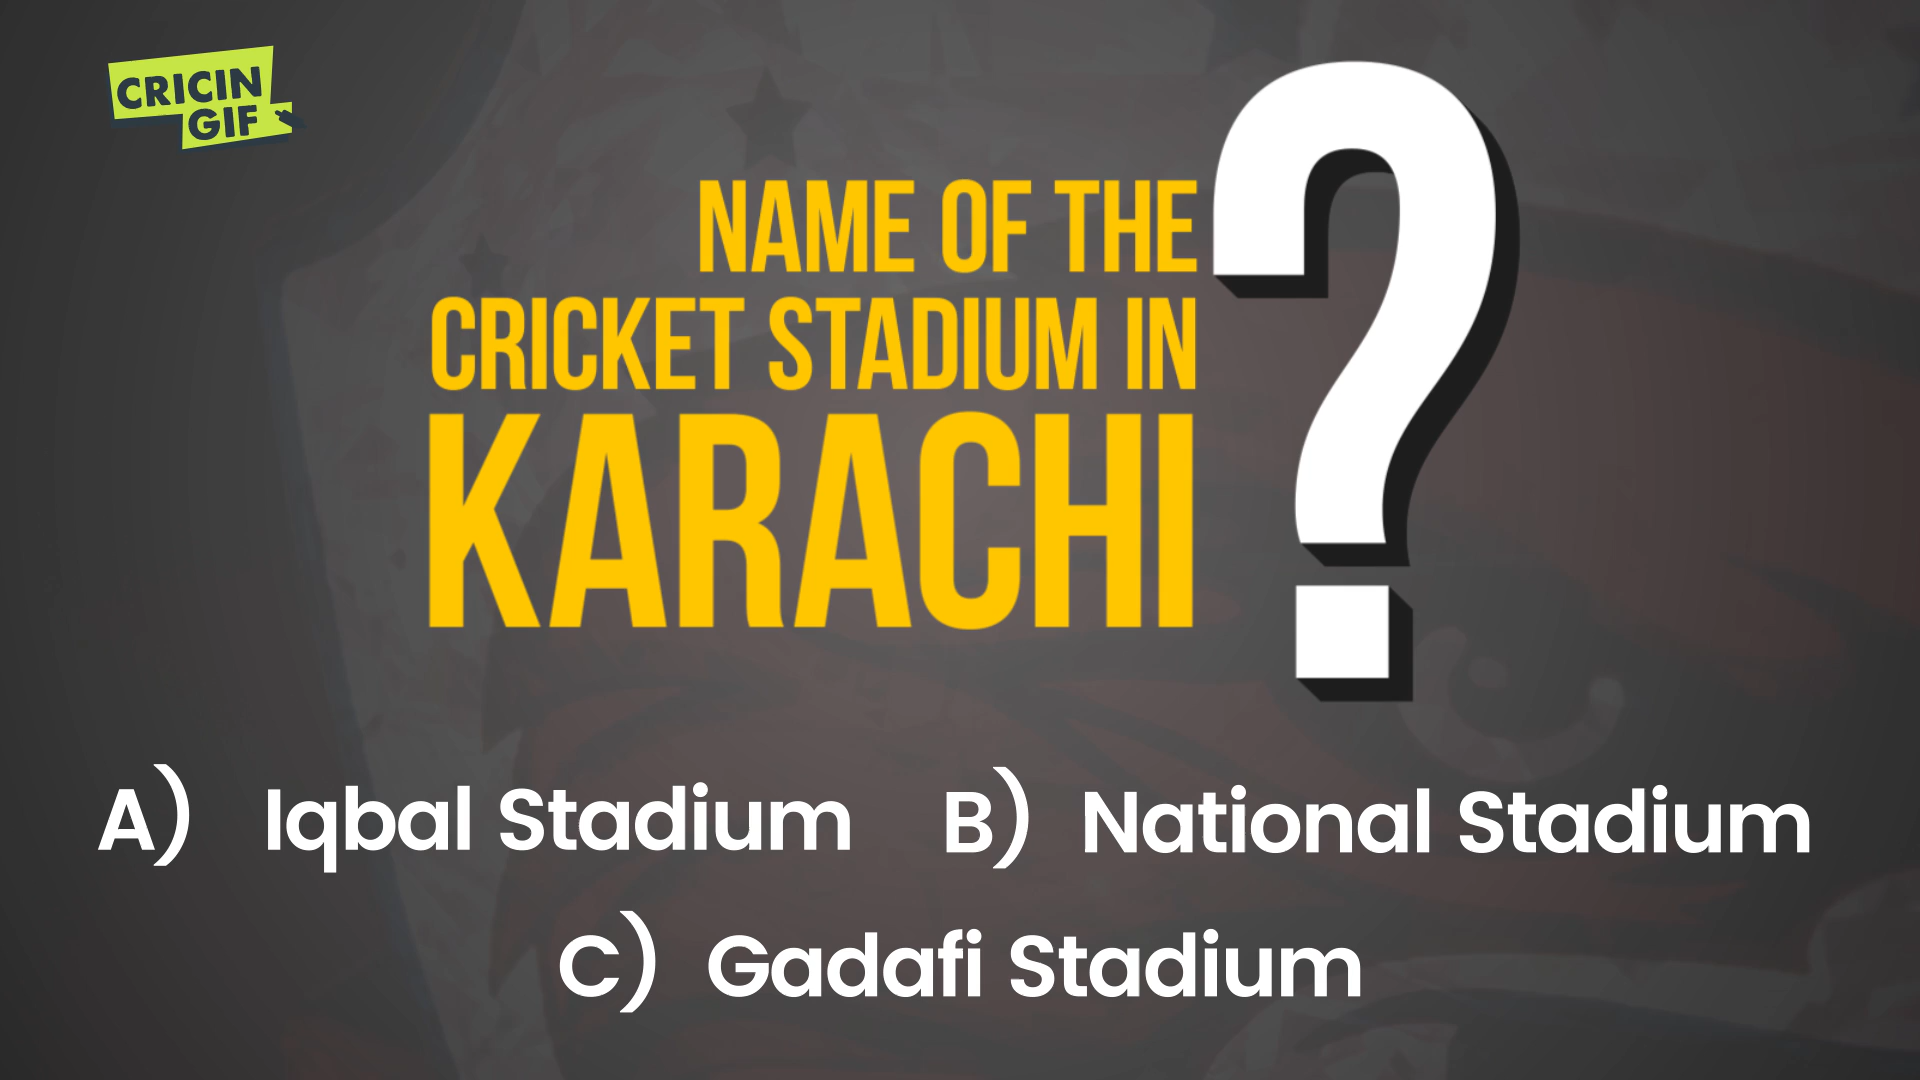 CRICIN
GIF
NAME OF THE
CRICKET STADIUM IN
KARACHI
?
A) Iqbal Stadium B) National Stadium
C) Gadafi Stadium